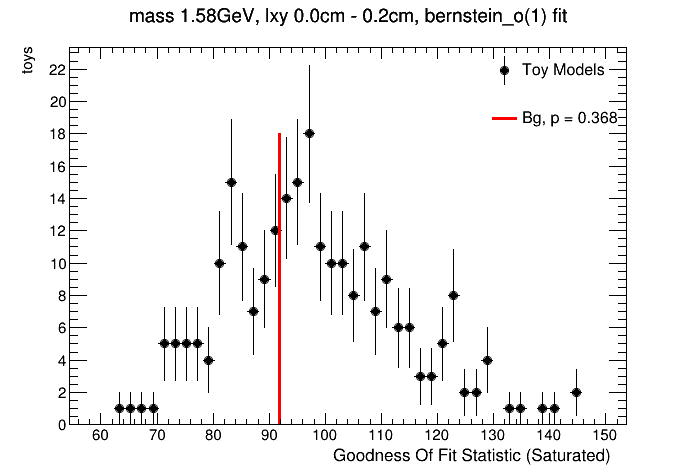 mass 1.58GeV, lxy 0.0cm - 0.2cm, bernstein_o(1) fit
toys
Toy Models
Bg, p = 0.368
22
20
18
16
14
12
10
8
6
4
2
0
60 70 80 90 100 110 120 130 140 150
Goodness Of Fit Statistic (Saturated)